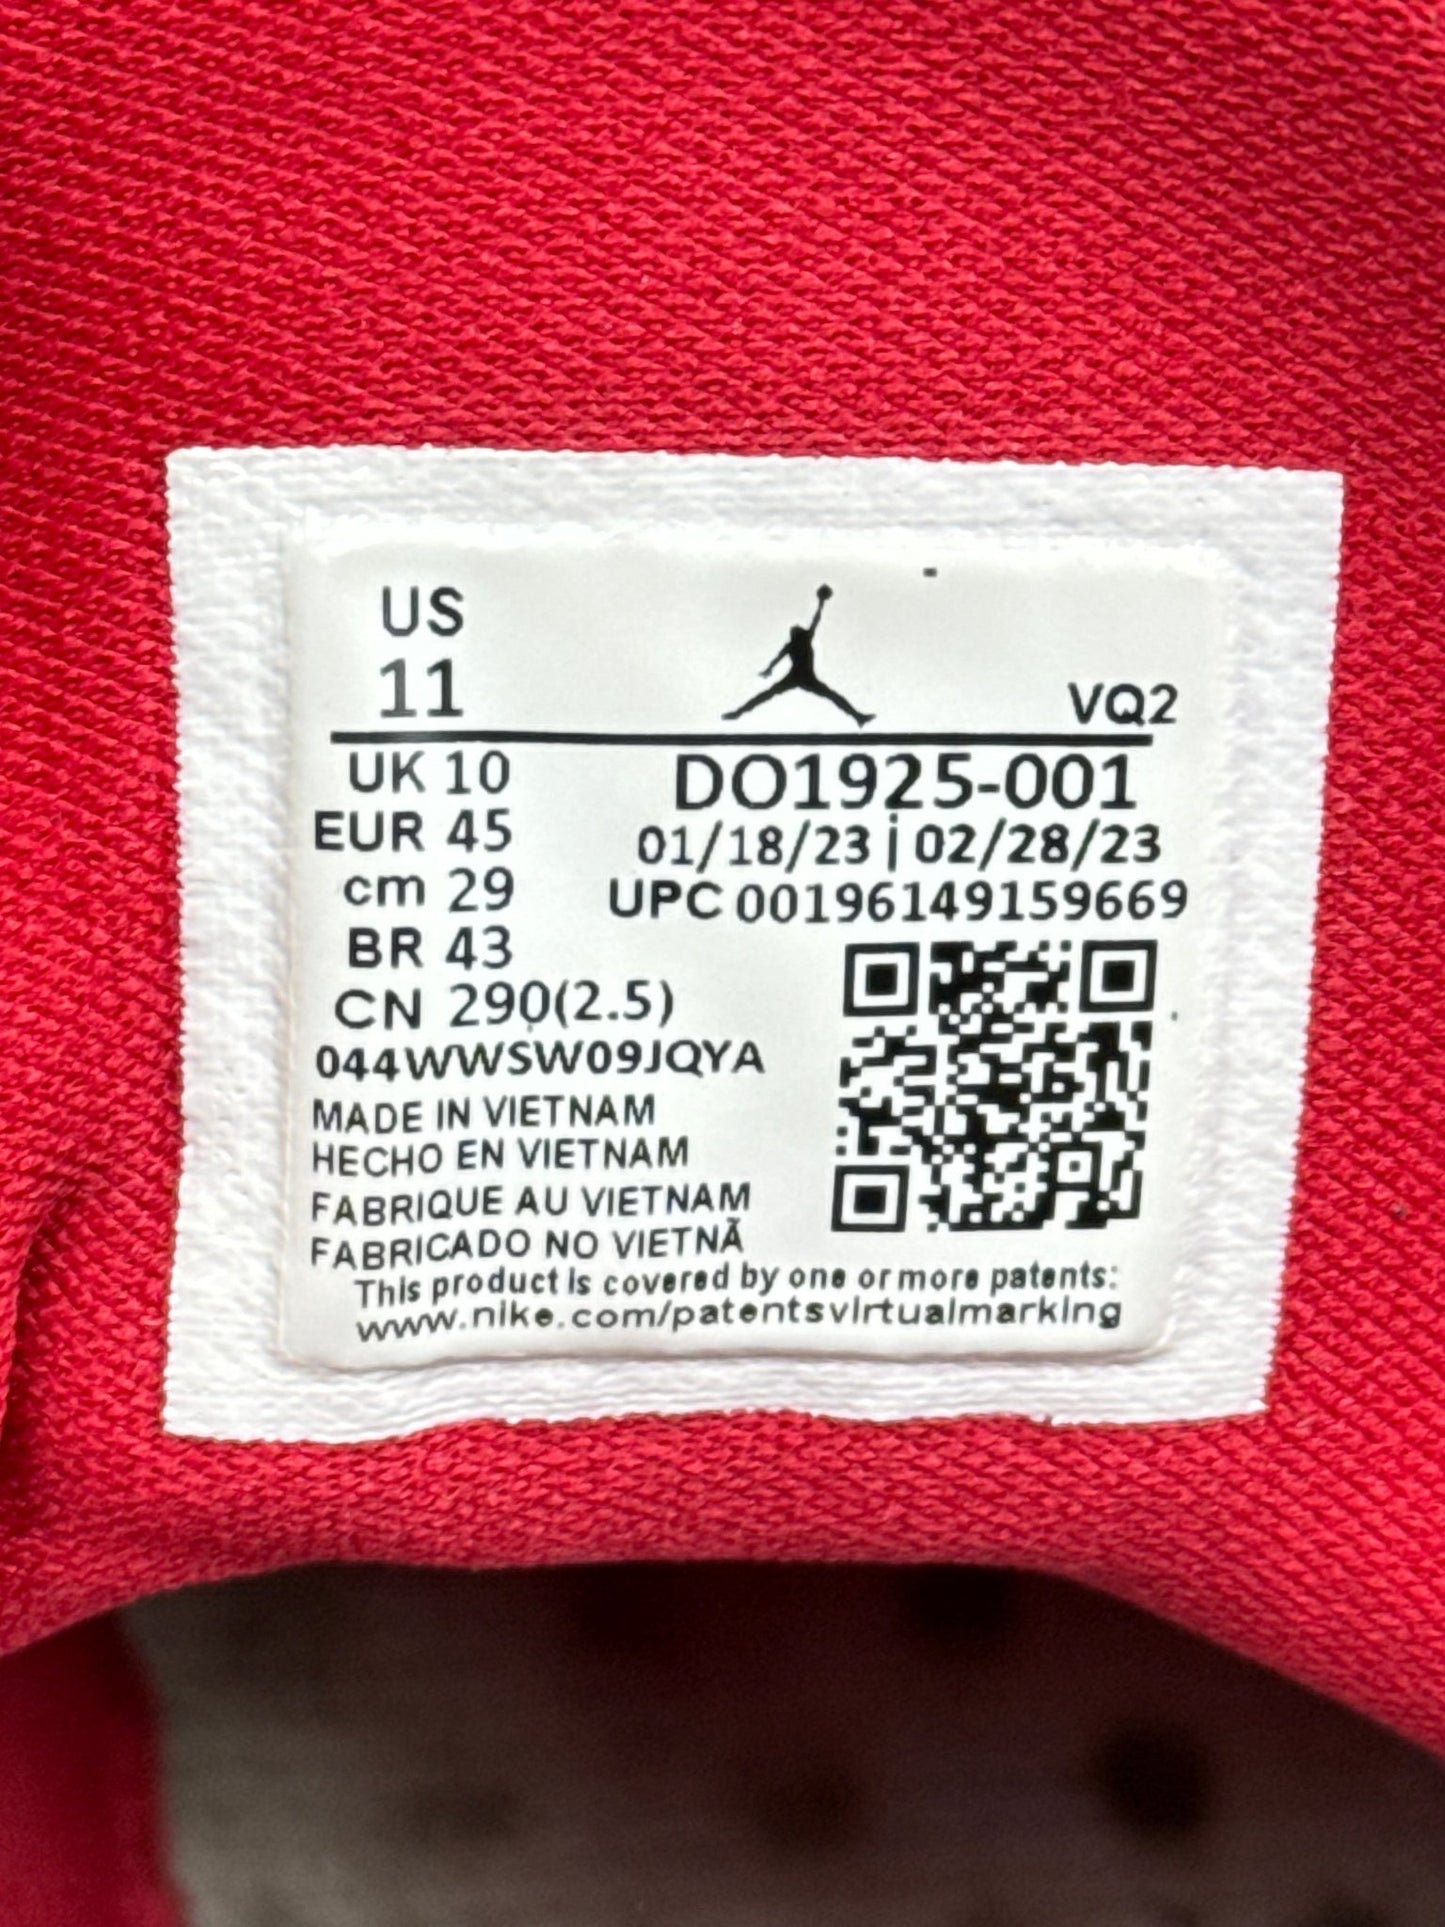 US
11
VQ2
UK 10
DO1925-001
EUR 45
01/18/23 | 02/28/23
cm 29
UPC 00196149159669
BR 43
CN 290(2.5)
044WWSW09JQYA
MADE IN VIETNAM
HECHO EN VIETNAM
FABRIQUE AU VIETNAM
FABRICADO NO VIETNÃ
This product is covered by one or more patents:
www.nike.com/patentsvirtualmarking